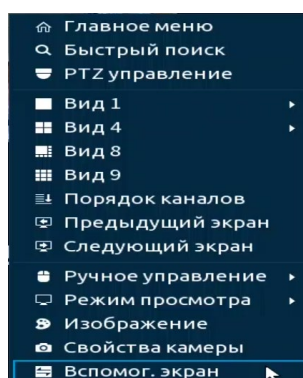 Главное меню
Быстрый поиск
PTZ управление
Вид 1
Вид 4
Вид 8
Вид 9
Порядок каналов
Предыдущий экран
Следующий экран
Ручное управление
Режим просмотра
Изображение
Свойства камеры
Вспомог. экран